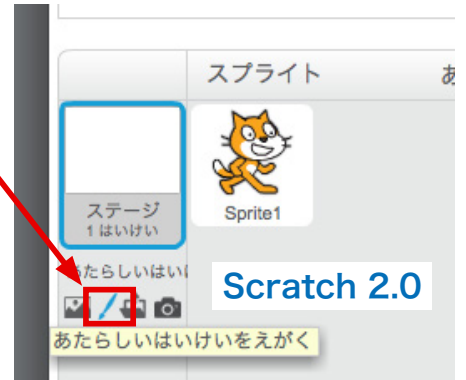 スプライト あ
ステージ
1 はいけい
Sprite1
あたらしいはいけ
Scratch 2.0
あたらしいはいけいをえがく